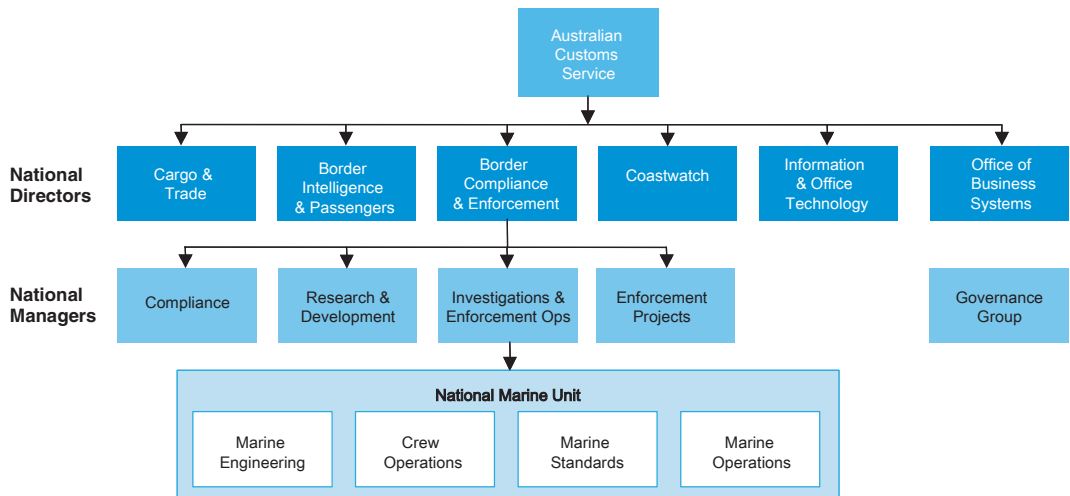 Australian
Customs
Service
National
Directors
Cargo &
Trade
Border
Intelligence
& Passengers
Border
Compliance
& Enforcement
Coastwatch
Information
& Office
Technology
Office of
Business
Systems
National
Managers
Compliance
Research &
Development
Investigations &
Enforcement Ops
Enforcement
Projects
Governance
Group
National Marine Unit
Marine
Engineering
Crew
Operations
Marine
Standards
Marine
Operations